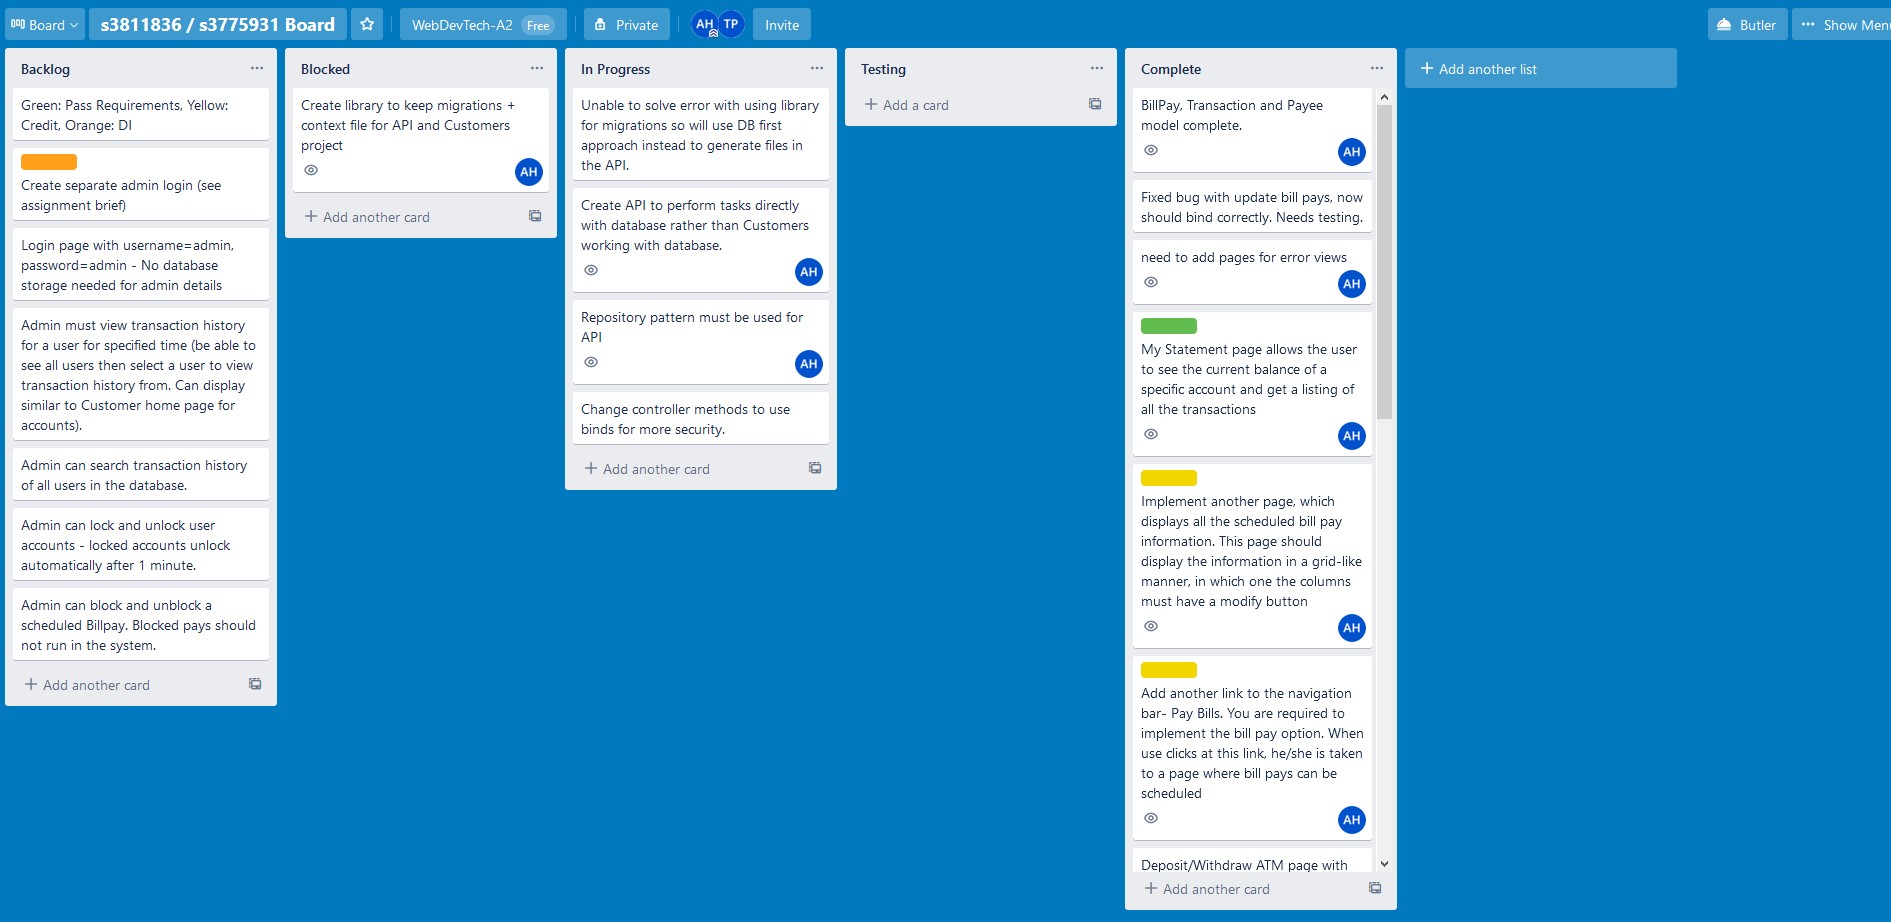 Board
s3811836 / s3775931 Board
WebDevTech-A2 Free
Private
AH TP
Invite
Butler
Show Menu
Backlog
Green: Pass Requirements, Yellow:
Credit, Orange: DI
Create separate admin login (see
assignment brief)
Login page with username=admin,
password=admin - No database
storage needed for admin details
Admin must view transaction history
for a user for specified time (be able to
see all users then select a user to view
transaction history from. Can display
similar to Customer home page for
accounts).
Admin can search transaction history
of all users in the database.
Admin can lock and unlock user
accounts - locked accounts unlock
automatically after 1 minute.
Admin can block and unblock a
scheduled Billpay. Blocked pays should
not run in the system.
+ Add another card
Blocked
Create library to keep migrations +
context file for API and Customers
project
AH
+ Add another card
In Progress
Unable to solve error with using library
for migrations so will use DB first
approach instead to generate files in
the API.
Create API to perform tasks directly
with database rather than Customers
working with database.
AH
Repository pattern must be used for
API
AH
Change controller methods to use
binds for more security.
+ Add another card
Testing
+ Add a card
Complete
BillPay, Transaction and Payee
model complete.
AH
Fixed bug with update bill pays, now
should bind correctly. Needs testing.
need to add pages for error views
AH
My Statement page allows the user
to see the current balance of a
specific account and get a listing of
all the transactions
AH
Implement another page, which
displays all the scheduled bill pay
information. This page should
display the information in a grid-like
manner, in which one the columns
must have a modify button
AH
Add another link to the navigation
bar- Pay Bills. You are required to
implement the bill pay option. When
use clicks at this link, he/she is taken
to a page where bill pays can be
scheduled
AH
Deposit/Withdraw ATM page with
+ Add another card
+ Add another list